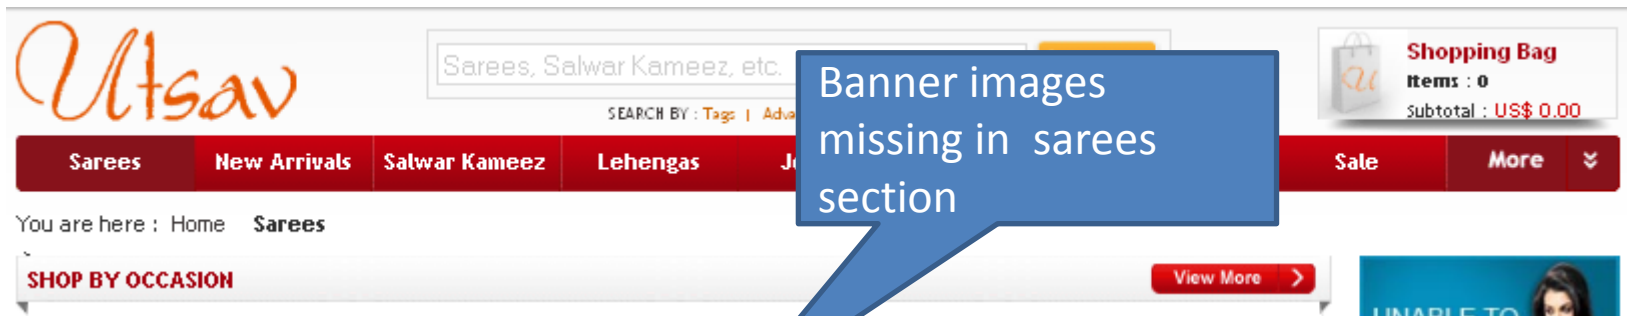 Utsav
Sarees, Salwar Kameez, etc.
SEARCH BY : Tags |
Banner images
missing in sarees
section
Shopping Bag
Items : 0
Subtotal : US$ 0.00
Sarees New Arrivals Salwar Kameez Lehengas Sale More
You are here : Home Sarees
SHOP BY OCCASION View More
UNABLE TO